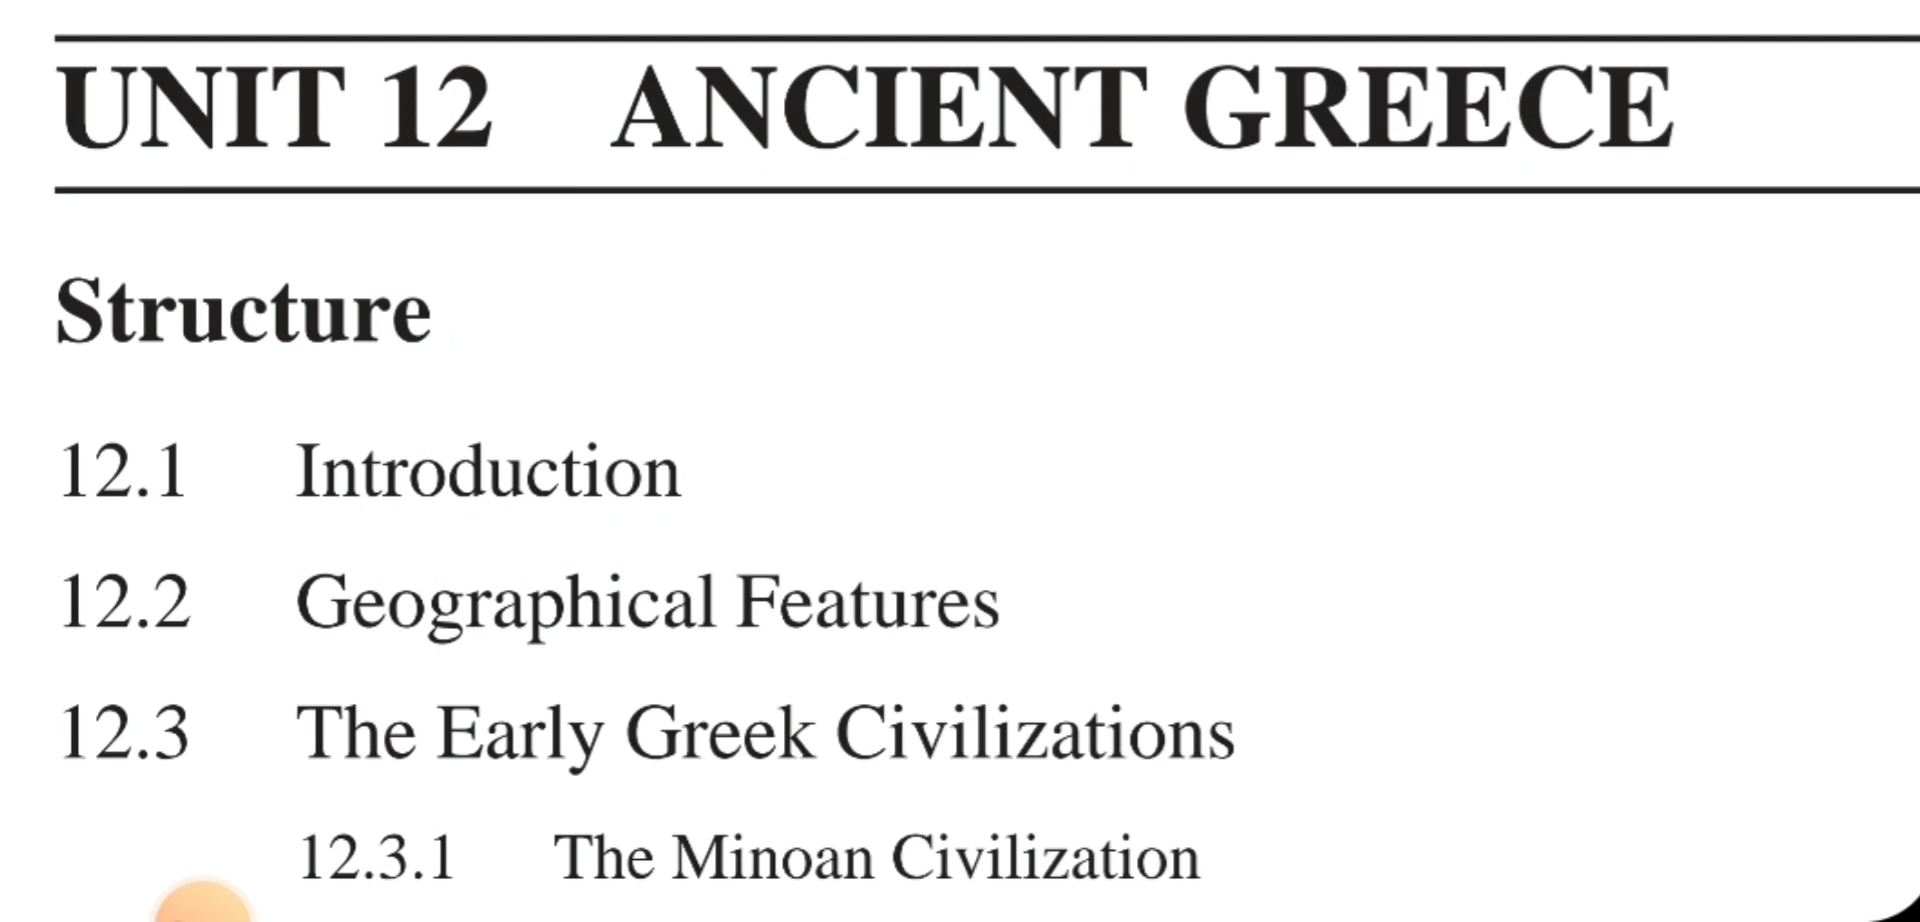 UNIT 12 ANCIENT GREECE
Structure
12.1 Introduction
12.2 Geographical Features
12.3 The Early Greek Civilizations
12.3.1 The Minoan Civilization